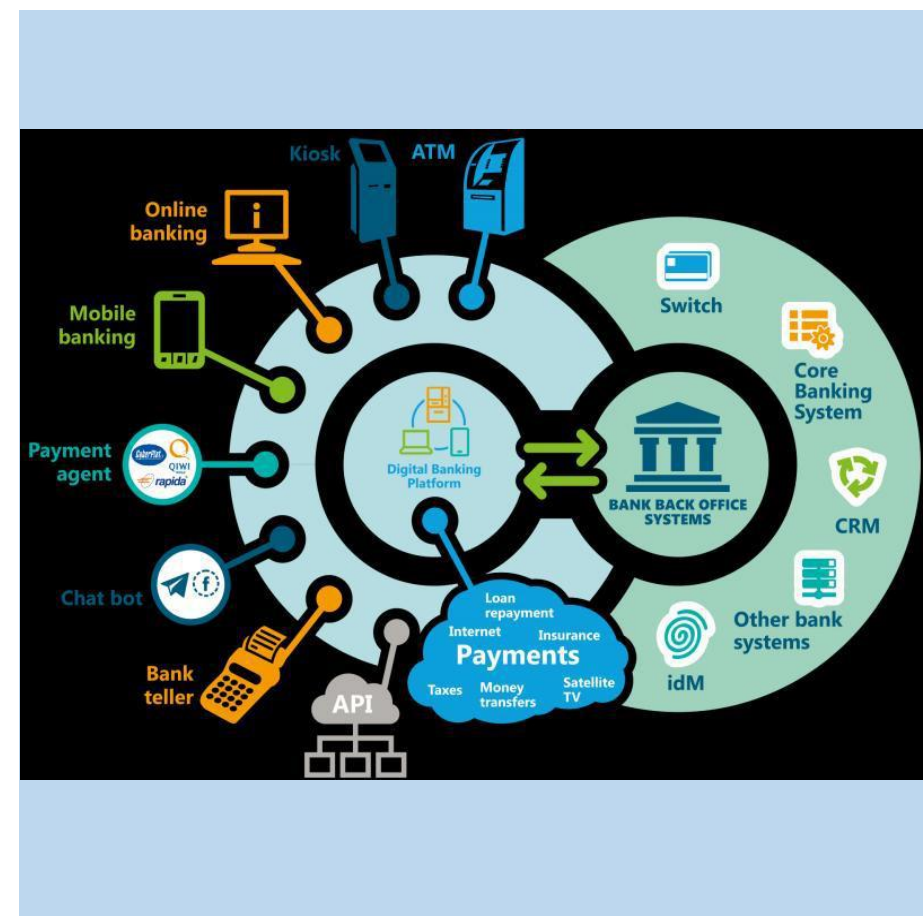 Kiosk
ATM
Online
banking
Mobile
banking
Payment
agent
CyberPlat
QIWI
rapida
Chat bot
Bank
teller
API
Digital Banking
Platform
Loan
repayment
Internet
Insurance
Payments
Taxes
Money
transfers
Satellite
TV
BANK BACK OFFICE
SYSTEMS
Switch
Core
Banking
System
CRM
Other bank
systems
idM